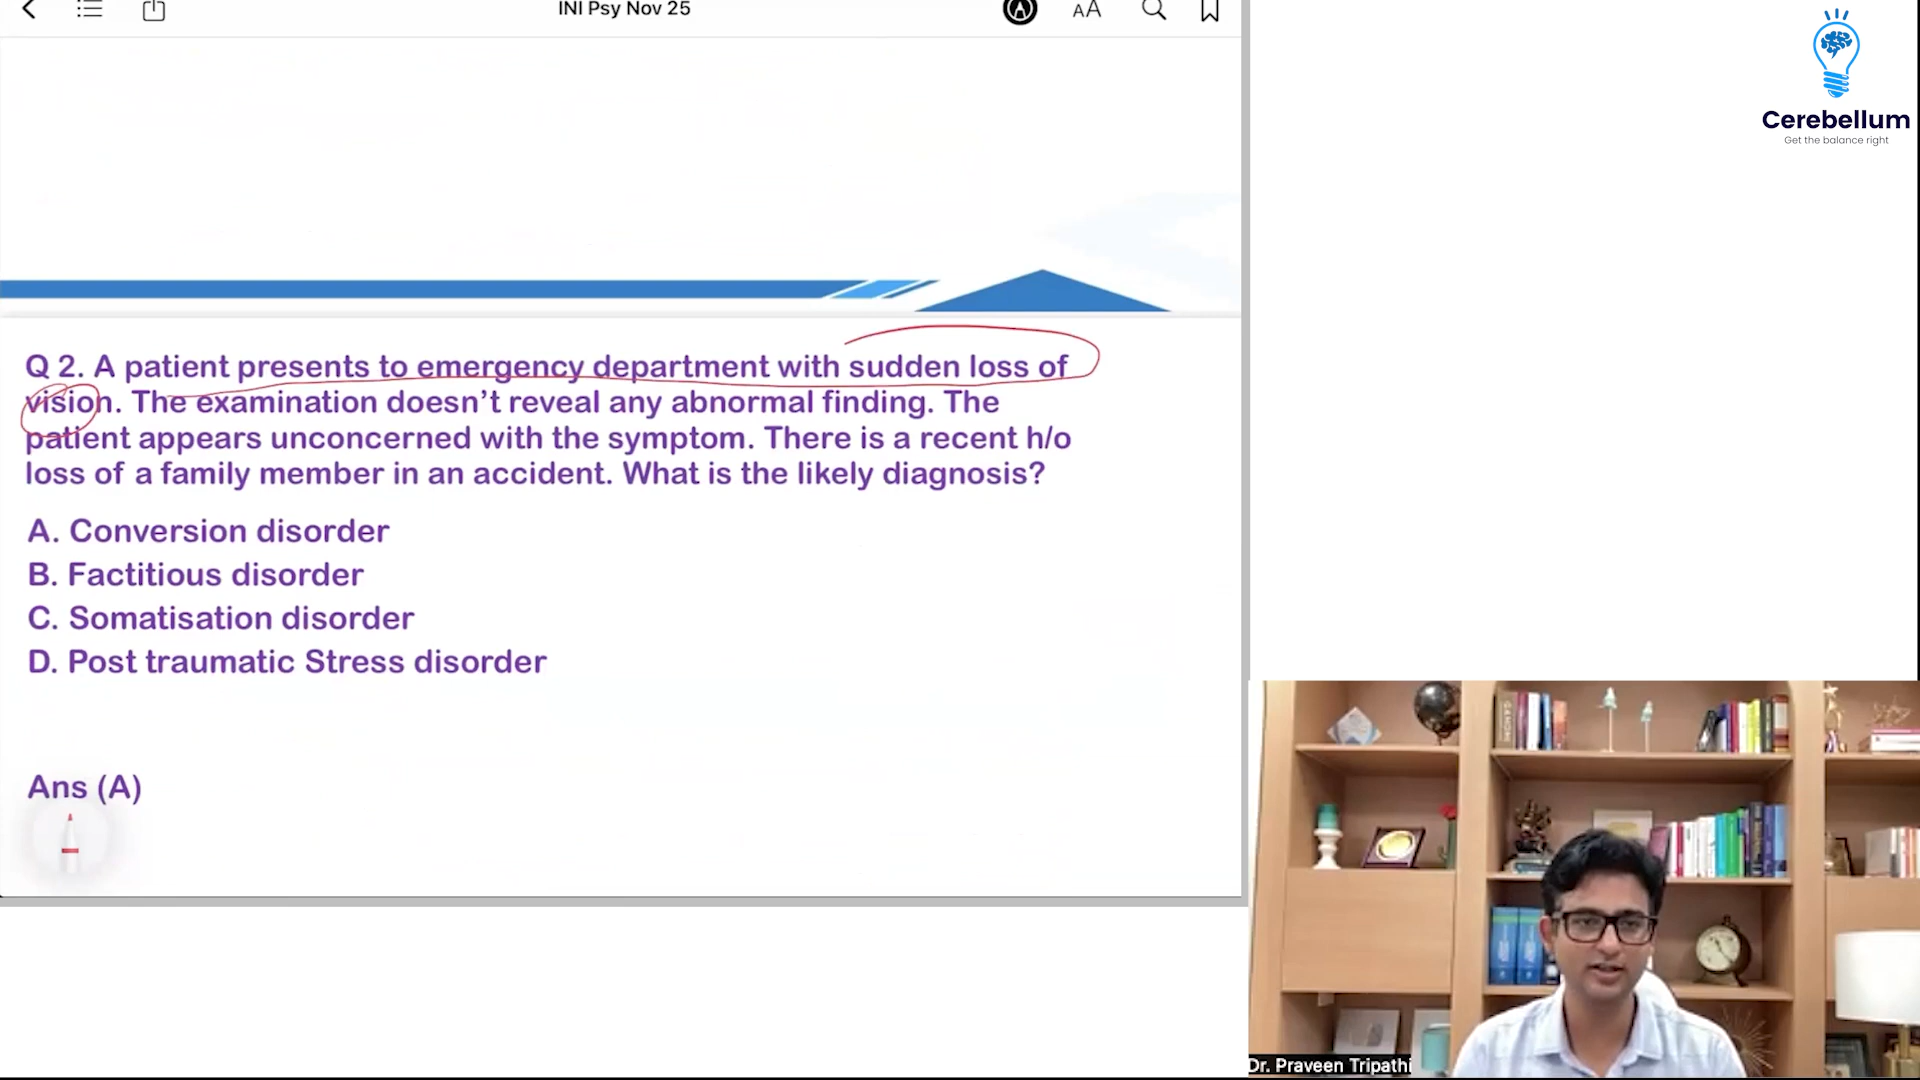 INI Psy Nov 25
AA
Cerebellum
Get the balance right
Q 2. A patient presents to emergency department with sudden loss of
vision. The examination doesn't reveal any abnormal finding. The
patient appears unconcerned with the symptom. There is a recent h/o
loss of a family member in an accident. What is the likely diagnosis?
A. Conversion disorder
B. Factitious disorder
C. Somatisation disorder
D. Post traumatic Stress disorder
Ans (A)
GANDHI
Dr. Praveen Tripathi